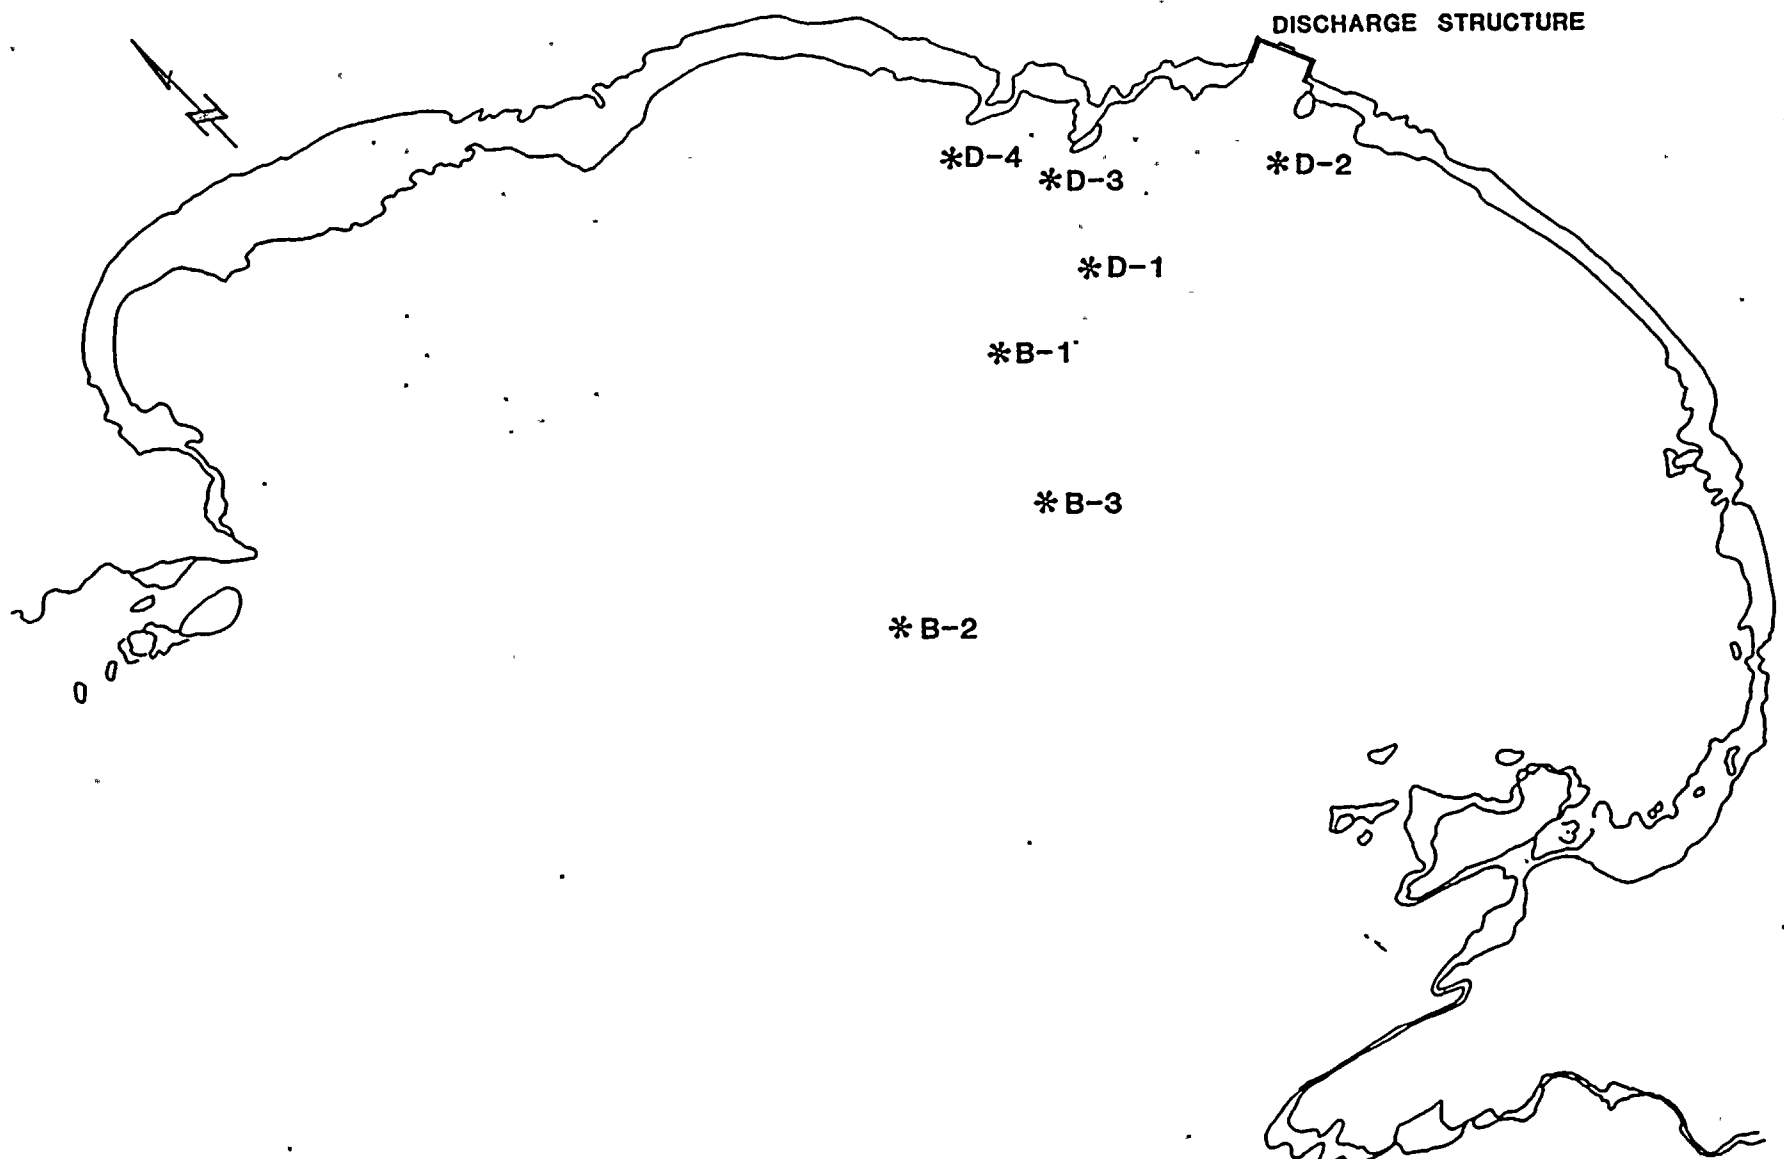 DISCHARGE STRUCTURE
*D-4
*D-3
*D-2
*D-1
*B-1
*B-3
*B-2